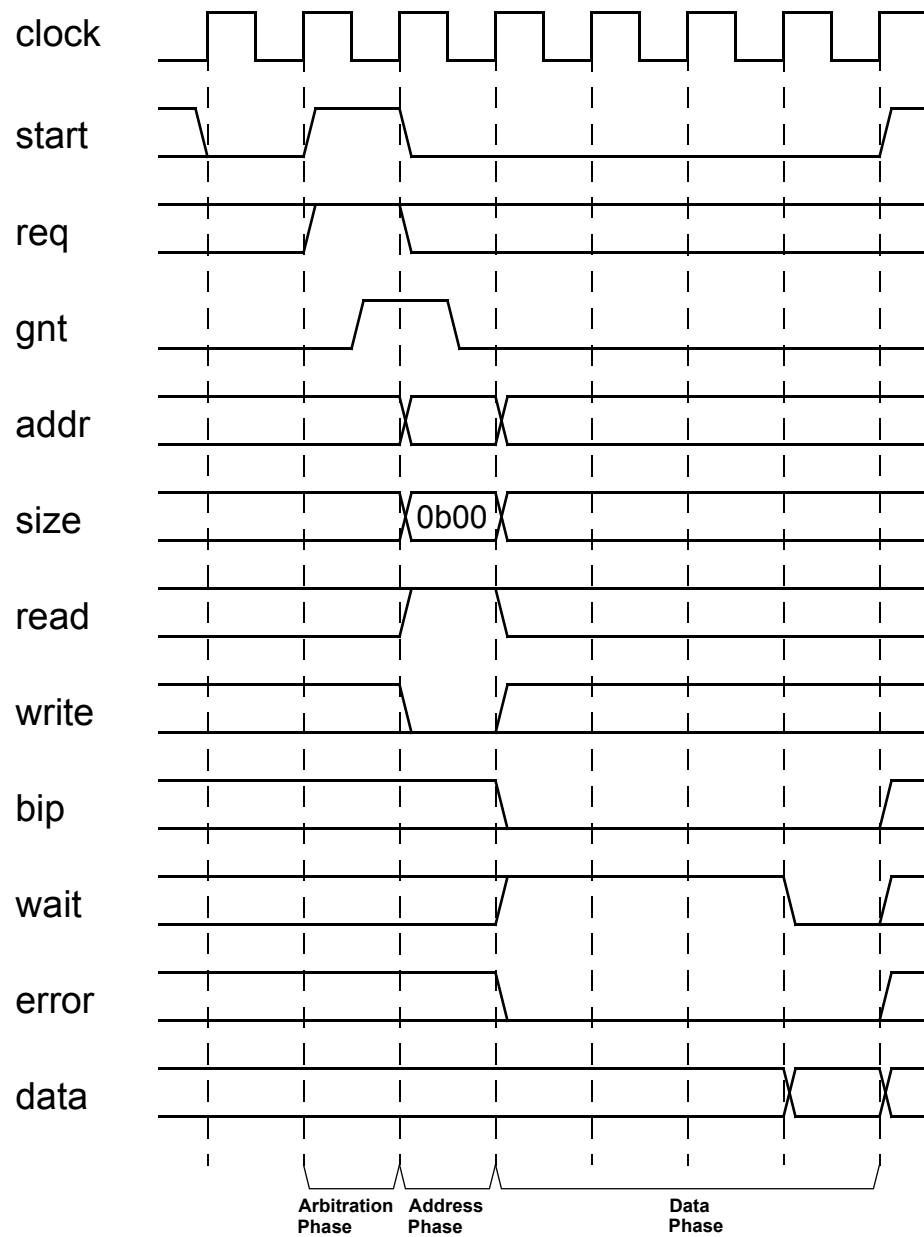 clock
start
req
gnt
addr
size
0b00
read
write
bip
wait
error
data
Arbitration
Phase
Address
Phase
Data
Phase